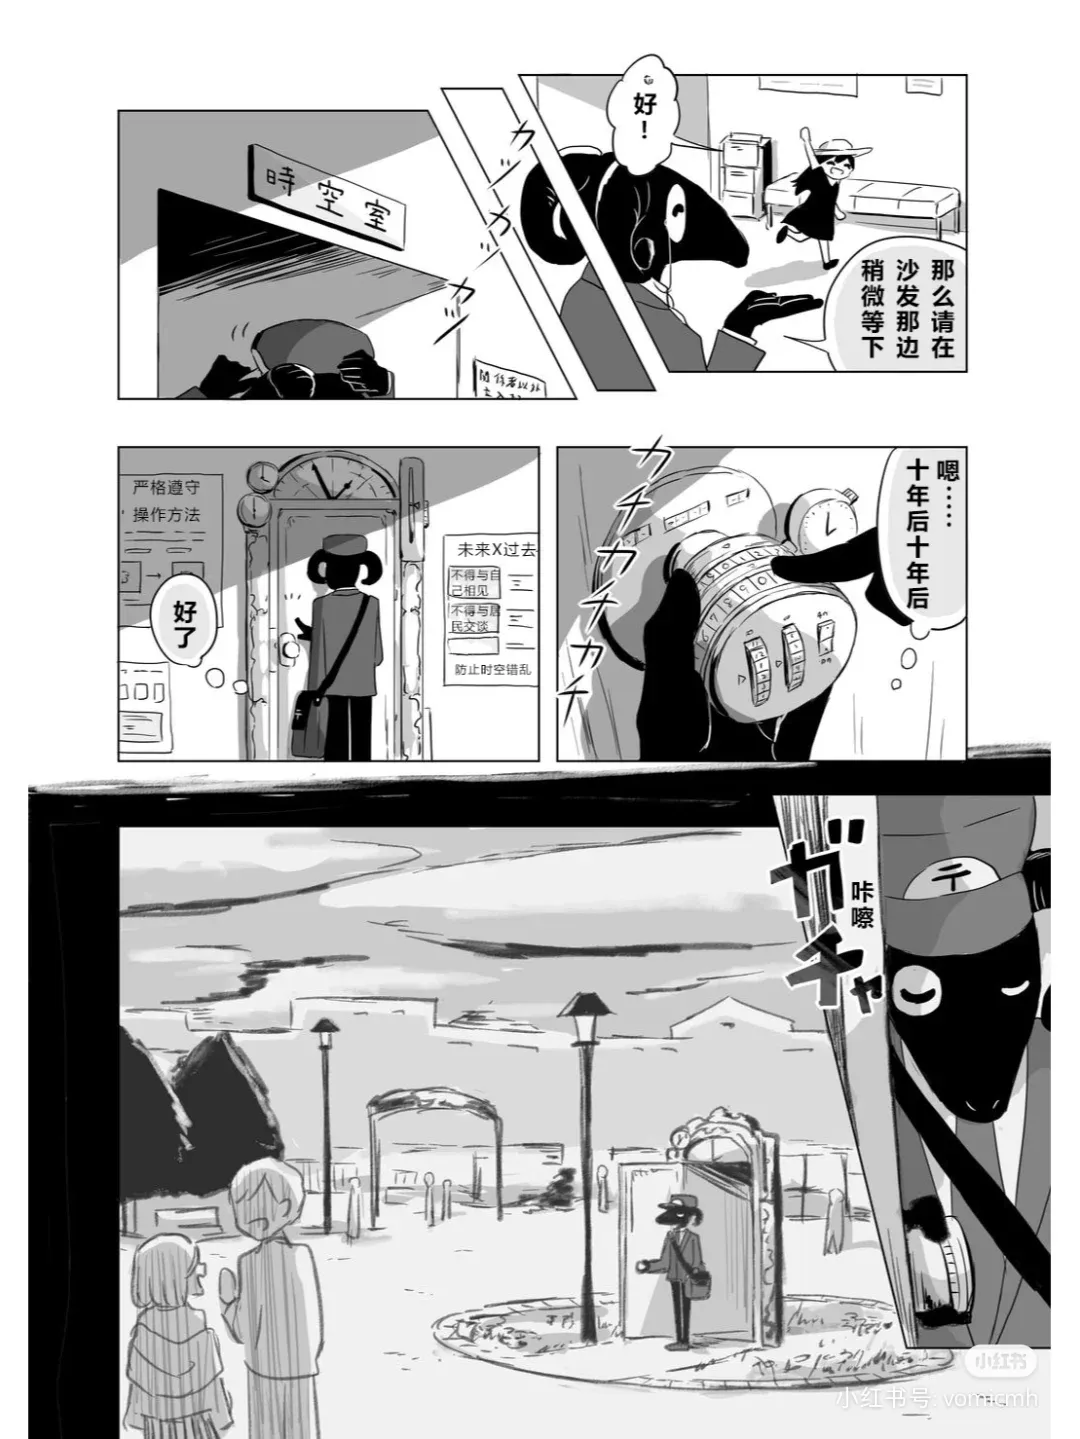 好！
那么请在
沙发那边
稍微等下
カ
ツ
カ
ツ
時空室
嗯……
十年后十年后
カ
カ
チ
チ
カ
チ
严格遵守
操作方法
好了
未来X过去
不得与自
己相见
不得与居
民交谈
防止时空错乱
ガチャ
咔嚓
〒
小红书
小红书号: vomicmh